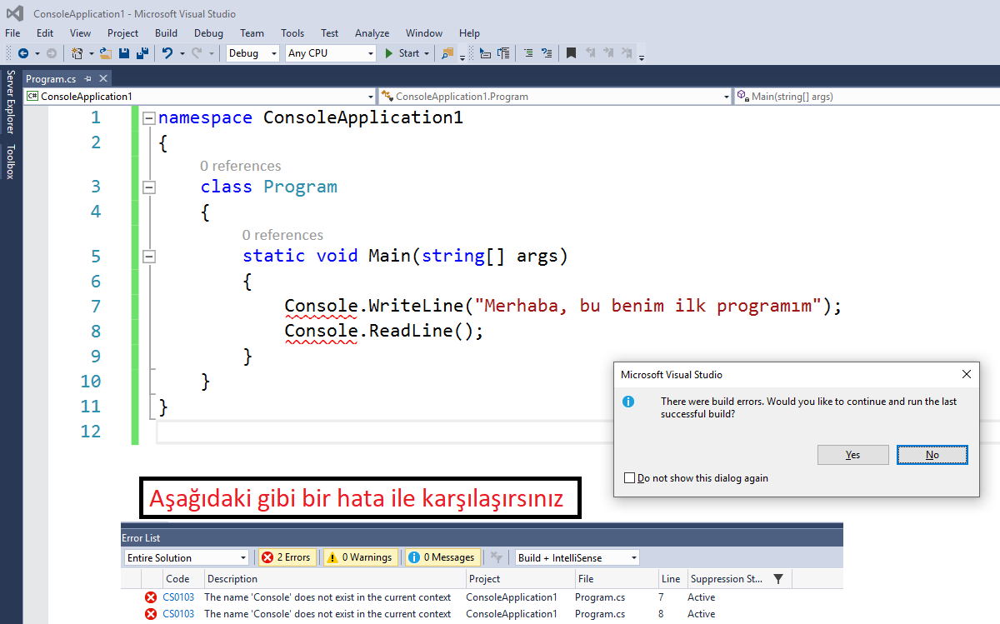 ConsoleApplication1 - Microsoft Visual Studio
File Edit View Project Build Debug Team Tools Test Analyze Window Help
Debug Any CPU Start
Server Explorer
Toolbox
Program.cs
C# ConsoleApplication1 ConsoleApplication1.Program Main(string[] args)
1 namespace ConsoleApplication1
2 {
0 references
3 class Program
4 {
0 references
5 static void Main(string[] args)
6 {
7 Console.WriteLine("Merhaba, bu benim ilk programım");
8 Console.ReadLine();
9 }
10 }
11 }
12
Microsoft Visual Studio
There were build errors. Would you like to continue and run the last
successful build?
Yes No
Do not show this dialog again
Aşağıdaki gibi bir hata ile karşılaşırsınız
Error List
Entire Solution 2 Errors 0 Warnings 0 Messages Build + IntelliSense
Code Description Project File Line Suppression St...
CS0103 The name 'Console' does not exist in the current context ConsoleApplication1 Program.cs 7 Active
CS0103 The name 'Console' does not exist in the current context ConsoleApplication1 Program.cs 8 Active